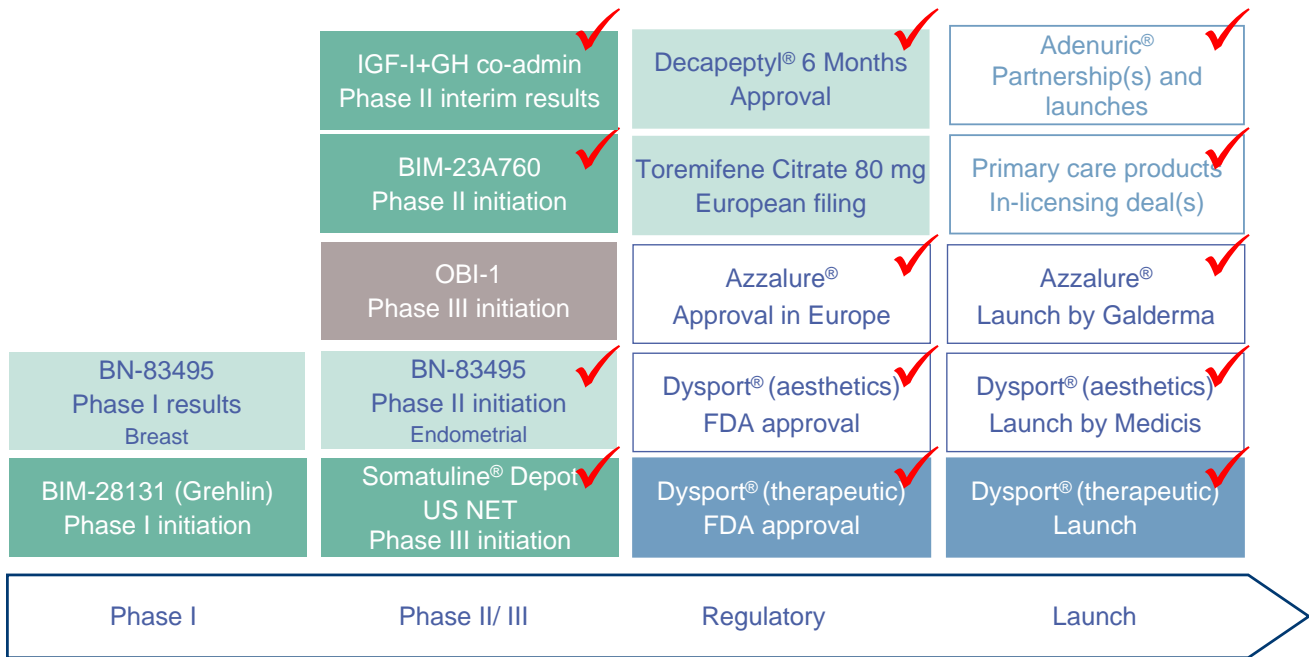 IGF-I+GH co-admin
Phase II interim results
Decapeptyl® 6 Months
Approval
Adenuric®
Partnership(s) and
launches
BIM-23A760
Phase II initiation
Toremifene Citrate 80 mg
European filing
Primary care products
In-licensing deal(s)
OBI-1
Phase III initiation
Azzalure®
Approval in Europe
Azzalure®
Launch by Galderma
BN-83495
Phase I results
Breast
BN-83495
Phase II initiation
Endometrial
Dysport® (aesthetics)
FDA approval
Dysport® (aesthetics)
Launch by Medicis
BIM-28131 (Grehlin)
Phase I initiation
Somatuline® Depot
US NET
Phase III initiation
Dysport® (therapeutic)
FDA approval
Dysport® (therapeutic)
Launch
Phase I
Phase II/ III
Regulatory
Launch